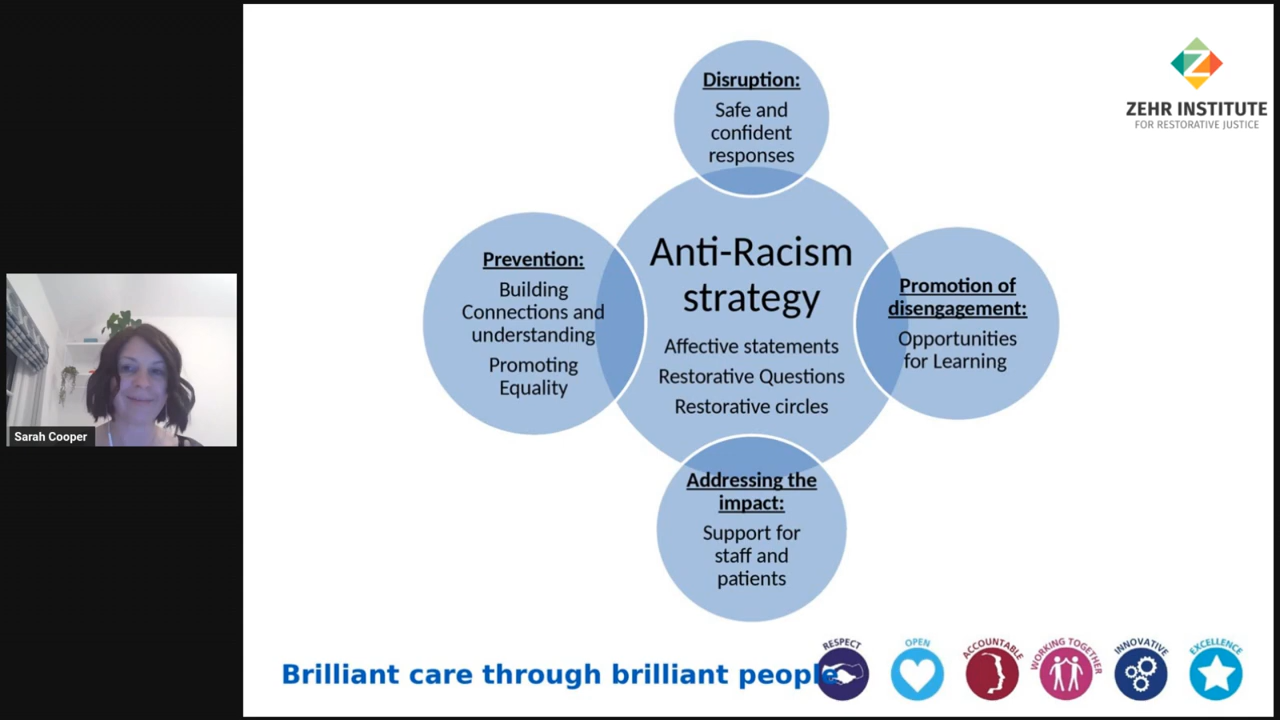 Disruption:
Safe and
confident
responses
ZEHR INSTITUTE
FOR RESTORATIVE JUSTICE
Prevention:
Building
Connections and
understanding
Promoting
Equality
Anti-Racism
strategy
Affective statements
Restorative Questions
Restorative circles
Promotion of
disengagement:
Opportunities
for Learning
Sarah Cooper
Addressing the
impact:
Support for
staff and
patients
Brilliant care through brilliant people
RESPECT
OPEN
ACCOUNTABLE
WORKING TOGETHER
INNOVATIVE
EXCELLENCE